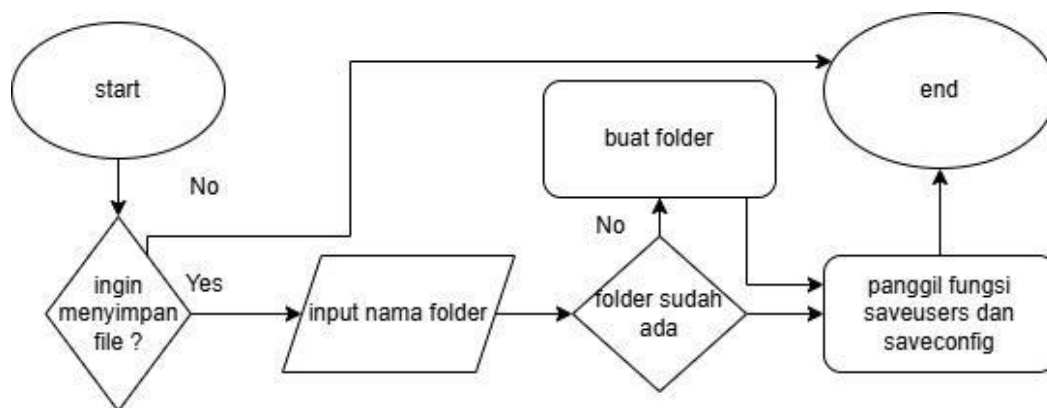 start
end
buat folder
No
No
ingin
menyimpan
file ?
Yes
input nama folder
folder sudah
ada
panggil fungsi
saveusers dan
saveconfig